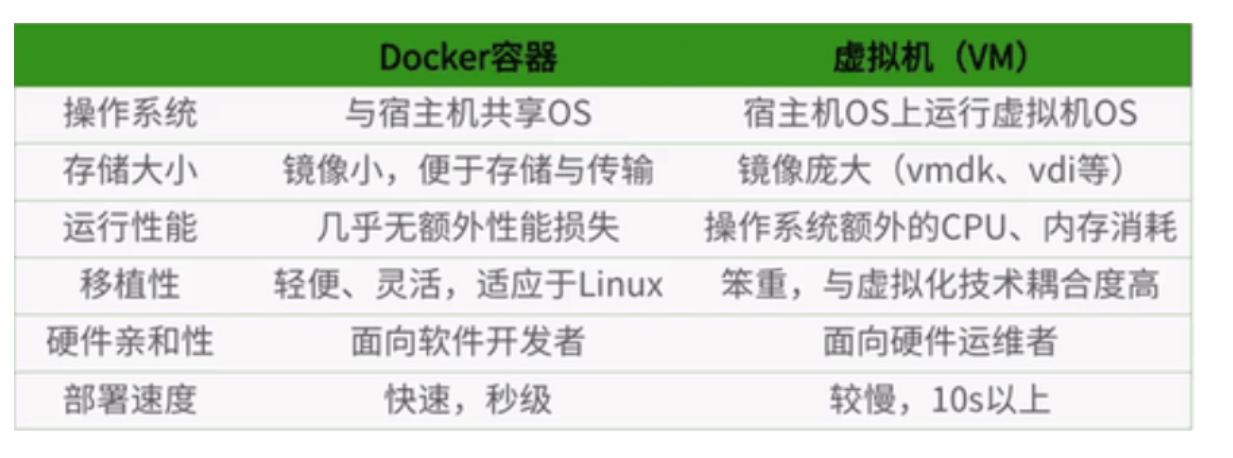 Docker容器 虚拟机（VM）
操作系统 与宿主机共享OS 宿主机OS上运行虚拟机OS
存储大小 镜像小，便于存储与传输 镜像庞大（vmdk、vdi等）
运行性能 几乎无额外性能损失 操作系统额外的CPU、内存消耗
移植性 轻便、灵活，适应于Linux 笨重，与虚拟化技术耦合度高
硬件亲和性 面向软件开发者 面向硬件运维者
部署速度 快速，秒级 较慢，10s以上